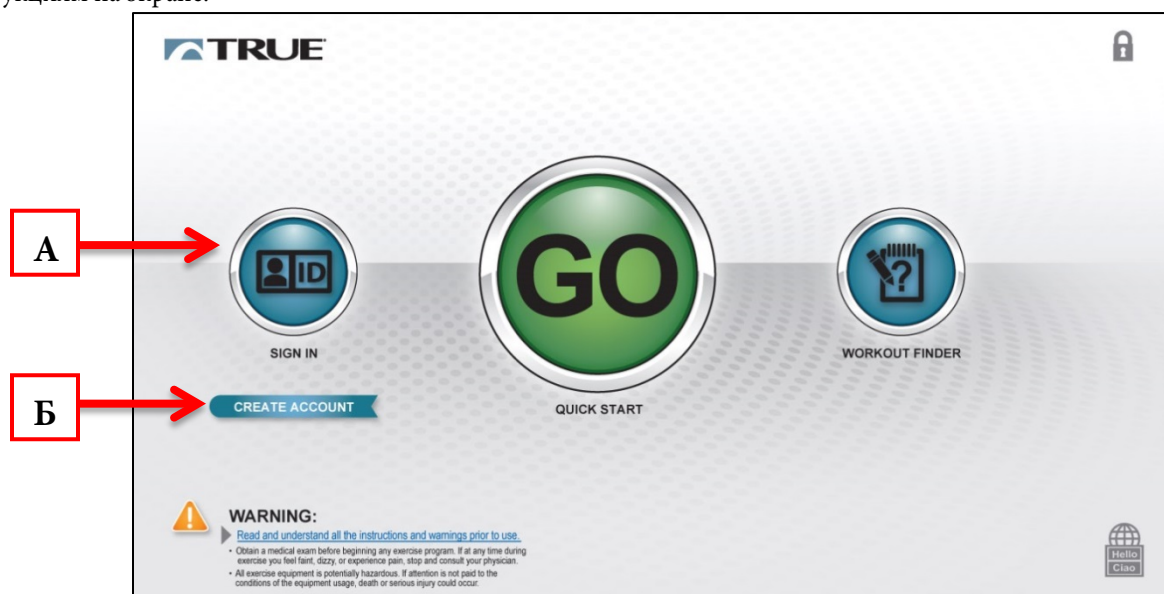 TRUE
А
ID
GO
?
SIGN IN
WORKOUT FINDER
Б
CREATE ACCOUNT
QUICK START
WARNING:
Read and understand all the instructions and warnings prior to use.
• Obtain a medical exam before beginning any exercise program. If at any time during
exercise you feel faint, dizzy, or experience pain, stop and consult your physician.
• All exercise equipment is potentially hazardous. If attention is not paid to the
conditions of the equipment usage, death or serious injury could occur.
Hello
Ciao